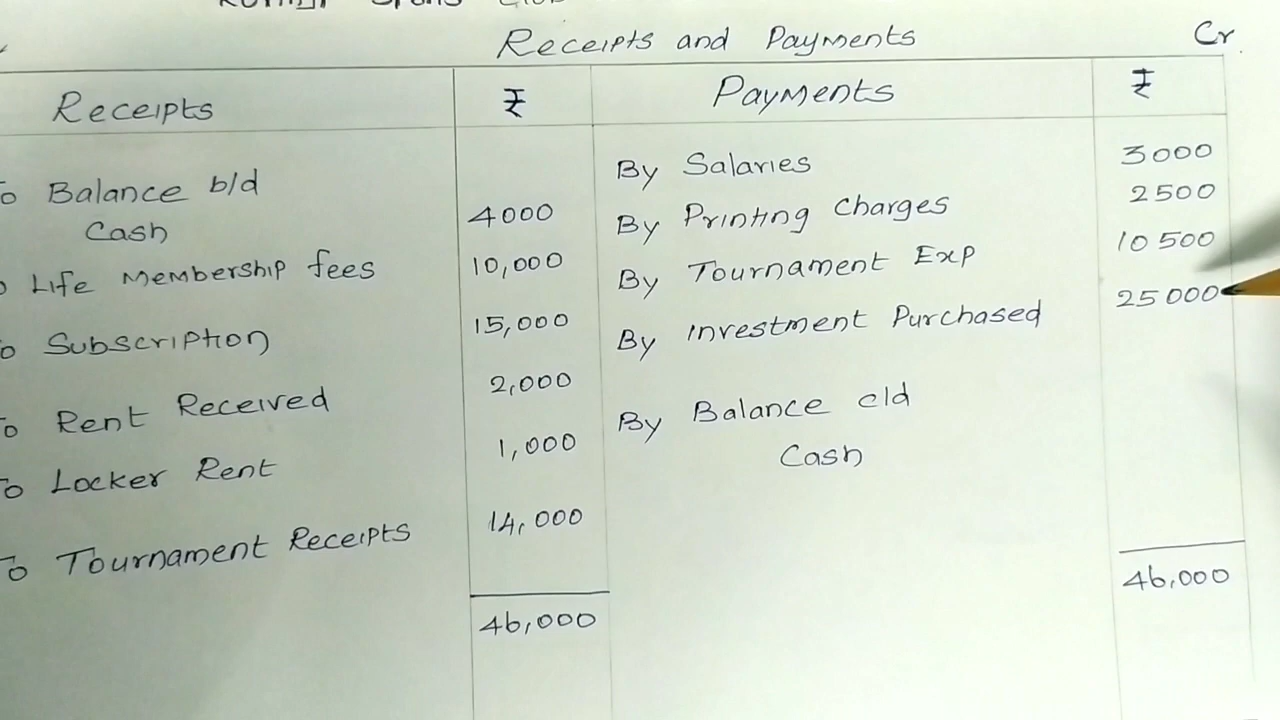 Receipts and Payments Cr.
Receipts ₹ Payments ₹
Balance b/d By Salaries 3000
Cash 4000 By Printing Charges 2500
Life Membership fees 10,000 By Tournament Exp 10500
Subscription 15,000 By Investment Purchased 25000
Rent Received 2,000 By Balance c/d
To Locker Rent 1,000 Cash
To Tournament Receipts 14,000
46,000 46,000